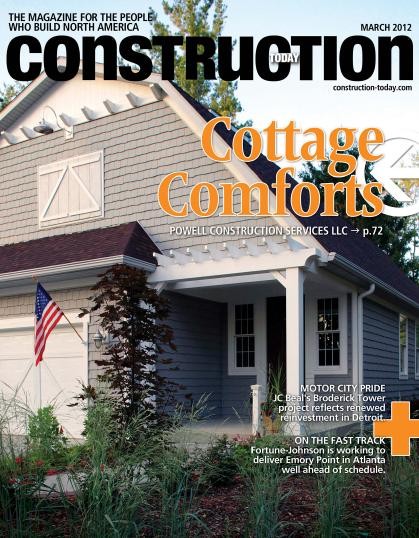 THE MAGAZINE FOR THE PEOPLE
WHO BUILD NORTH AMERICA
MARCH 2012
CONSTRUCTION
TODAY
construction-today.com
Cottage
Comforts
POWELL CONSTRUCTION SERVICES LLC → p.72
MOTOR CITY PRIDE
JC Beal's Broderick Tower
project reflects renewed
reinvestment in Detroit.
ON THE FAST TRACK
Fortune-Johnson is working to
deliver Emory Point in Atlanta
well ahead of schedule.